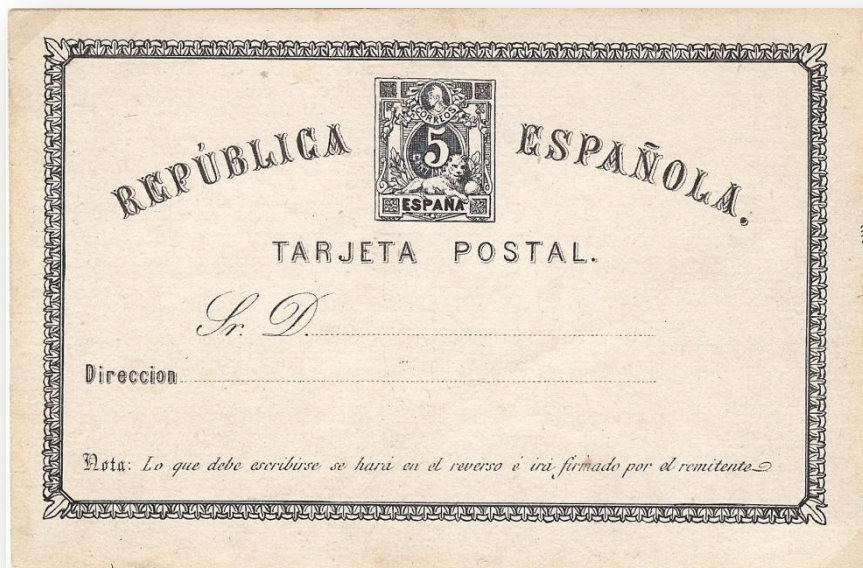 REPÚBLICA ESPAÑOLA.
CORREOS
5
ESPAÑA
TARJETA POSTAL.
Sr. D.
Direccion
Nota: Lo que debe escribirse se hará en el reverso é irá firmado por el remitente